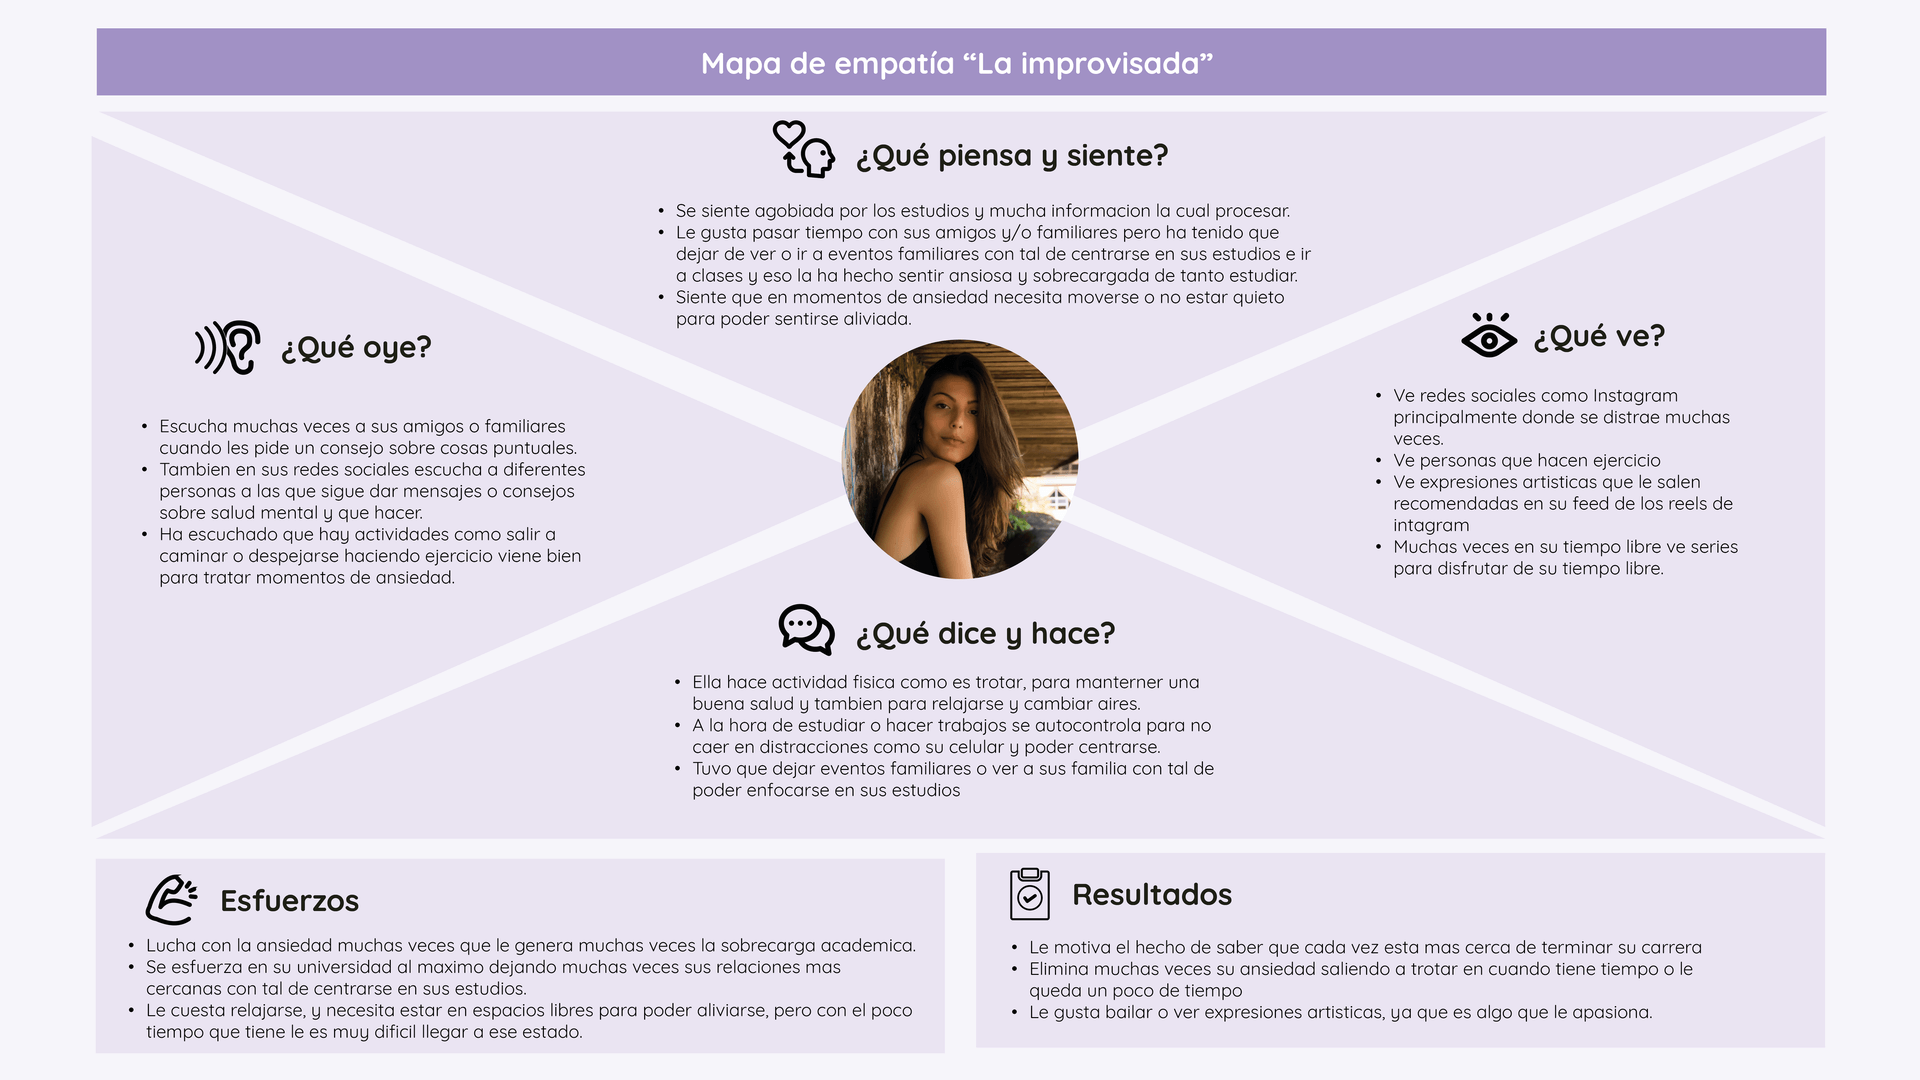 Mapa de empatía “La improvisada”
¿Qué piensa y siente?
• Se siente agobiada por los estudios y mucha informacion la cual procesar.
• Le gusta pasar tiempo con sus amigos y/o familiares pero ha tenido que
dejar de ver o ir a eventos familiares con tal de centrarse en sus estudios e ir
a clases y eso la ha hecho sentir ansiosa y sobrecargada de tanto estudiar.
• Siente que en momentos de ansiedad necesita moverse o no estar quieto
para poder sentirse aliviada.
¿Qué oye?
• Escucha muchas veces a sus amigos o familiares
cuando les pide un consejo sobre cosas puntuales.
• Tambien en sus redes sociales escucha a diferentes
personas a las que sigue dar mensajes o consejos
sobre salud mental y que hacer.
• Ha escuchado que hay actividades como salir a
caminar o despejarse haciendo ejercicio viene bien
para tratar momentos de ansiedad.
¿Qué ve?
• Ve redes sociales como Instagram
principalmente donde se distrae muchas
veces.
• Ve personas que hacen ejercicio
• Ve expresiones artisticas que le salen
recomendadas en su feed de los reels de
intagram
• Muchas veces en su tiempo libre ve series
para disfrutar de su tiempo libre.
¿Qué dice y hace?
• Ella hace actividad fisica como es trotar, para manterner una
buena salud y tambien para relajarse y cambiar aires.
• A la hora de estudiar o hacer trabajos se autocontrola para no
caer en distracciones como su celular y poder centrarse.
• Tuvo que dejar eventos familiares o ver a sus familia con tal de
poder enfocarse en sus estudios
Esfuerzos
• Lucha con la ansiedad muchas veces que le genera muchas veces la sobrecarga academica.
• Se esfuerza en su universidad al maximo dejando muchas veces sus relaciones mas
cercanas con tal de centrarse en sus estudios.
• Le cuesta relajarse, y necesita estar en espacios libres para poder aliviarse, pero con el poco
tiempo que tiene le es muy dificil llegar a ese estado.
Resultados
• Le motiva el hecho de saber que cada vez esta mas cerca de terminar su carrera
• Elimina muchas veces su ansiedad saliendo a trotar en cuando tiene tiempo o le
queda un poco de tiempo
• Le gusta bailar o ver expresiones artisticas, ya que es algo que le apasiona.